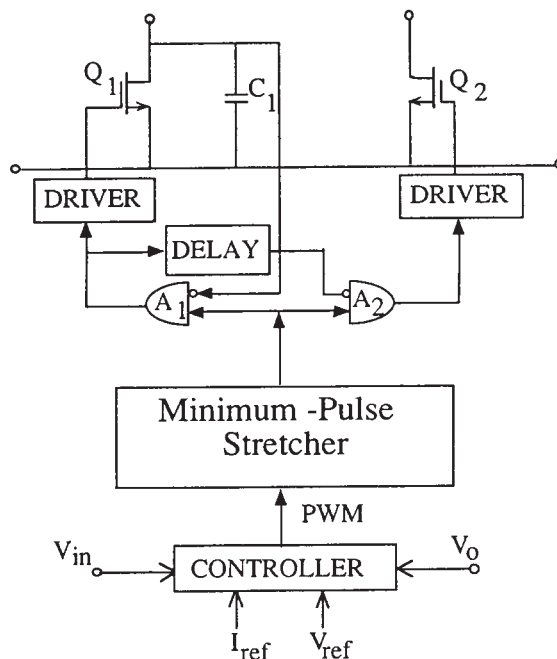 Q1
C1
Q2
DRIVER
DRIVER
DELAY
A1
A2
Minimum -Pulse
Stretcher
PWM
Vin
CONTROLLER
Vo
Iref
Vref